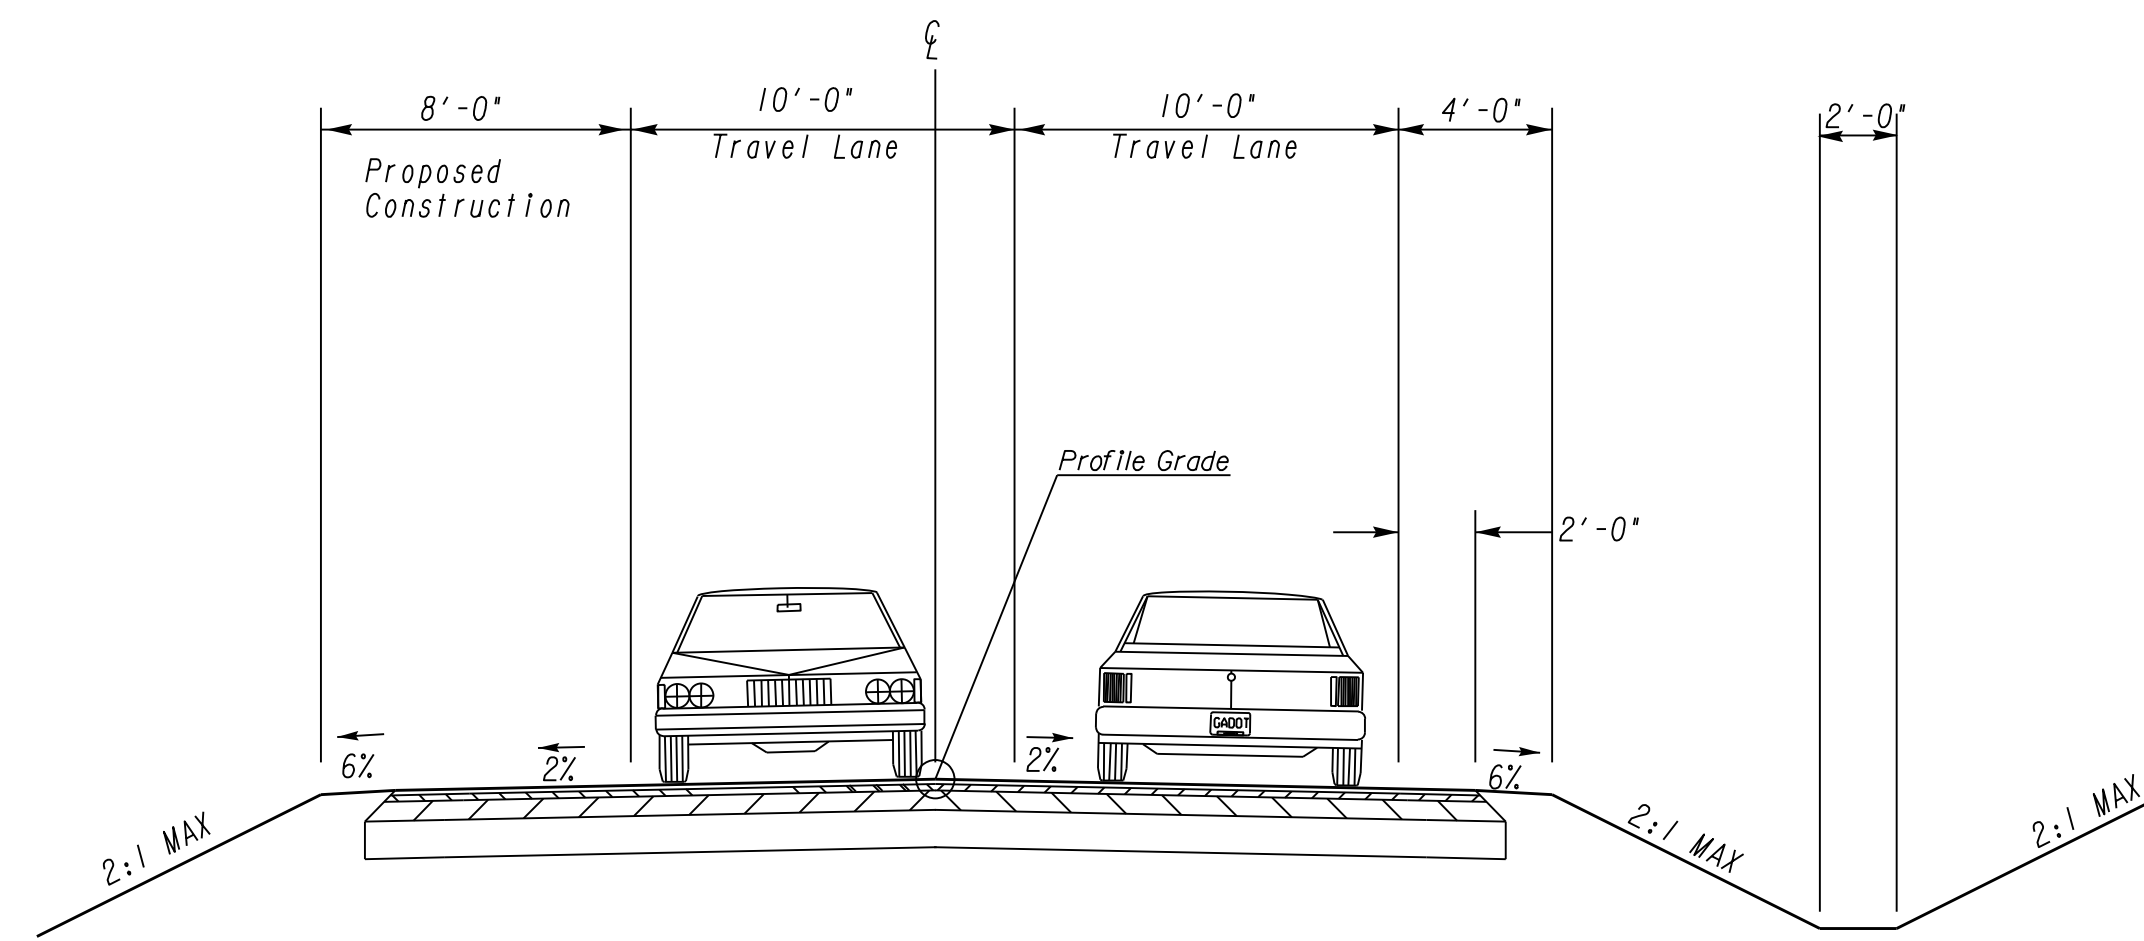 ℄
8'-0" 10'-0" 10'-0" 4'-0" 2'-0"
Travel Lane Travel Lane
Proposed
Construction
Profile Grade
2'-0"
GADOT
6% 2% 2% 6%
2:1 MAX 2:1 MAX 2:1 MAX